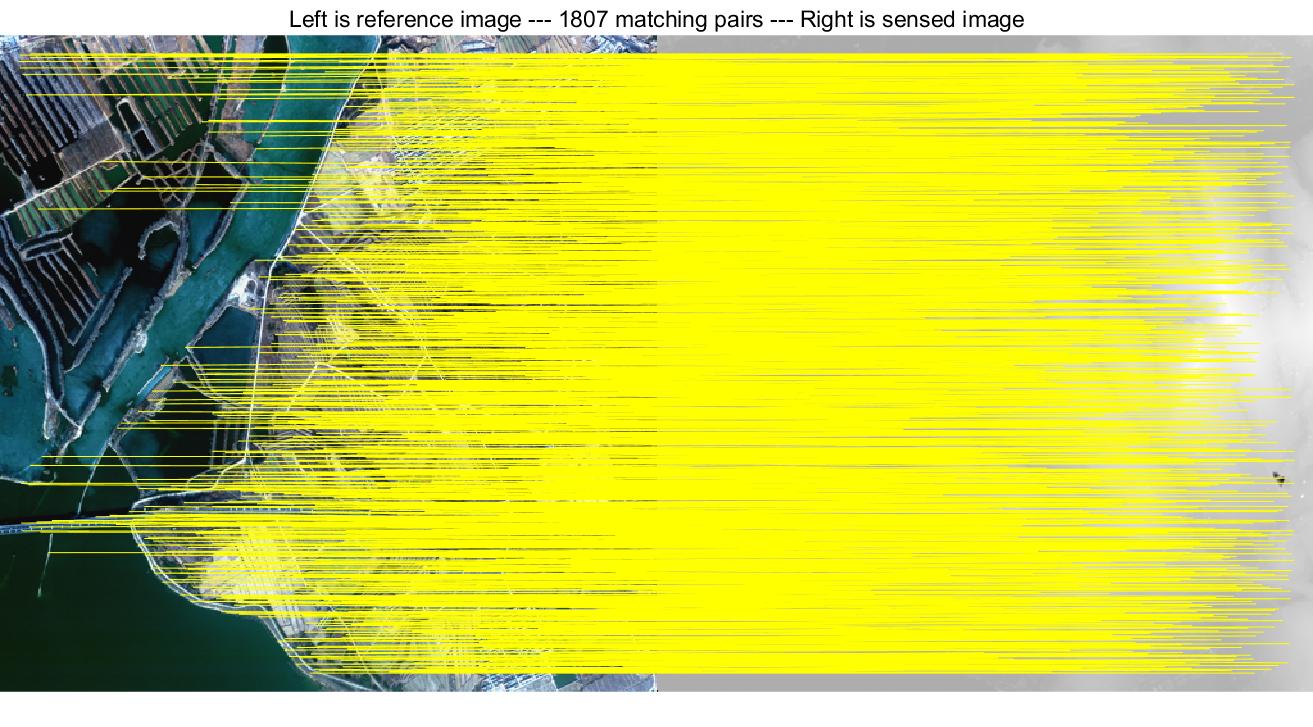 Left is reference image --- 1807 matching pairs --- Right is sensed image